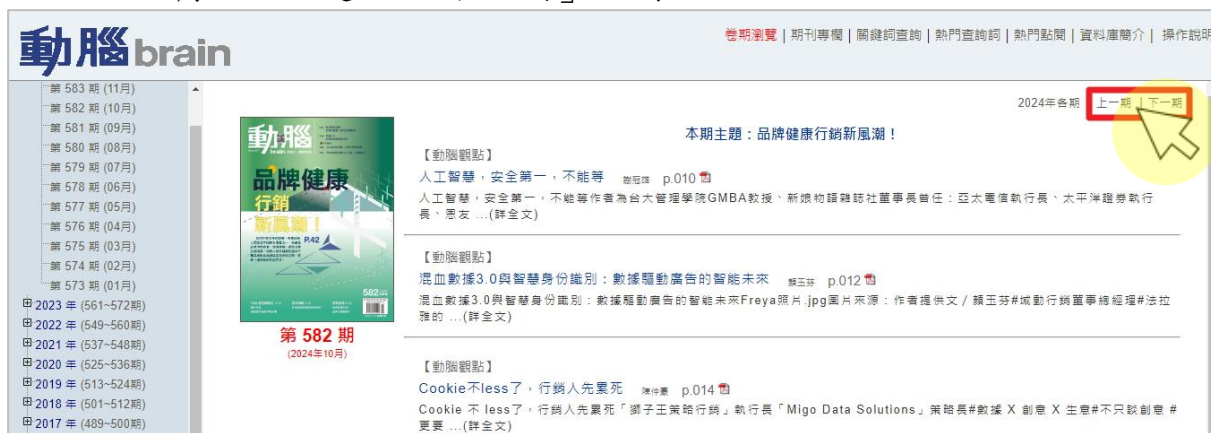 動腦brain
卷期瀏覽 | 期刊專欄 | 關鍵詞查詢 | 熱門查詢詞 | 熱門點閱 | 資料庫簡介 | 操作說明
第 583 期 (11月)
第 582 期 (10月)
第 581 期 (09月)
第 580 期 (08月)
第 579 期 (07月)
第 578 期 (06月)
第 577 期 (05月)
第 576 期 (04月)
第 575 期 (03月)
第 574 期 (02月)
第 573 期 (01月)
2023 年 (561~572期)
2022 年 (549~560期)
2021 年 (537~548期)
2020 年 (525~536期)
2019 年 (513~524期)
2018 年 (501~512期)
2017 年 (489~500期)
動腦
品牌健康
行銷
新風潮！
P.42
582
第 582 期
(2024年10月)
2024年各期 上一期 | 下一期
本期主題：品牌健康行銷新風潮！
【動腦觀點】
人工智慧，安全第一，不能等 p.010
人工智慧，安全第一，不能等作者為台大管理學院GMBA教授、新娘物語雜誌社董事長曾任：亞太電信執行長、太平洋證券執行
長、恩友 ...(詳全文)
【動腦觀點】
混血數據3.0與智慧身份識別：數據驅動廣告的智能未來 顏玉芬 p.012
混血數據3.0與智慧身份識別：數據驅動廣告的智能未來Freya照片.jpg圖片來源：作者提供文 / 顏玉芬#域動行銷董事總經理#法拉
雅的 ...(詳全文)
【動腦觀點】
Cookie不less了，行銷人先累死 p.014
Cookie 不 less了，行銷人先累死「獅子王策略行銷」執行長「Migo Data Solutions」策略長#數據 X 創意 X 生意#不只談創意 #
更要 ...(詳全文)